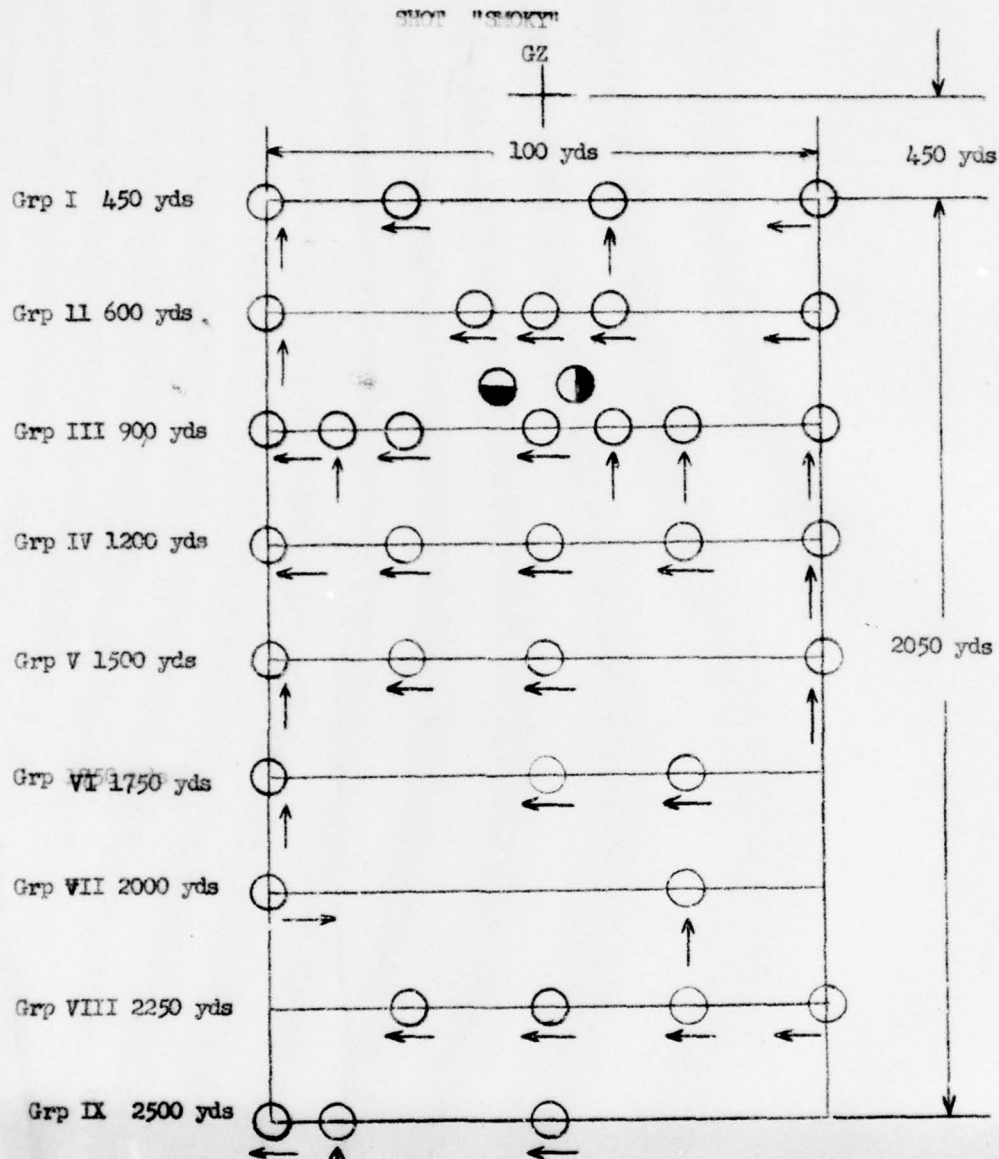 SHOT "SMOKY"
GZ
100 yds
450 yds
Grp I 450 yds
Grp 11 600 yds.
Grp III 900 yds
Grp IV 1200 yds
Grp V 1500 yds
2050 yds
Grp VI 1750 yds
Grp VII 2000 yds
Grp VIII 2250 yds
Grp IX 2500 yds